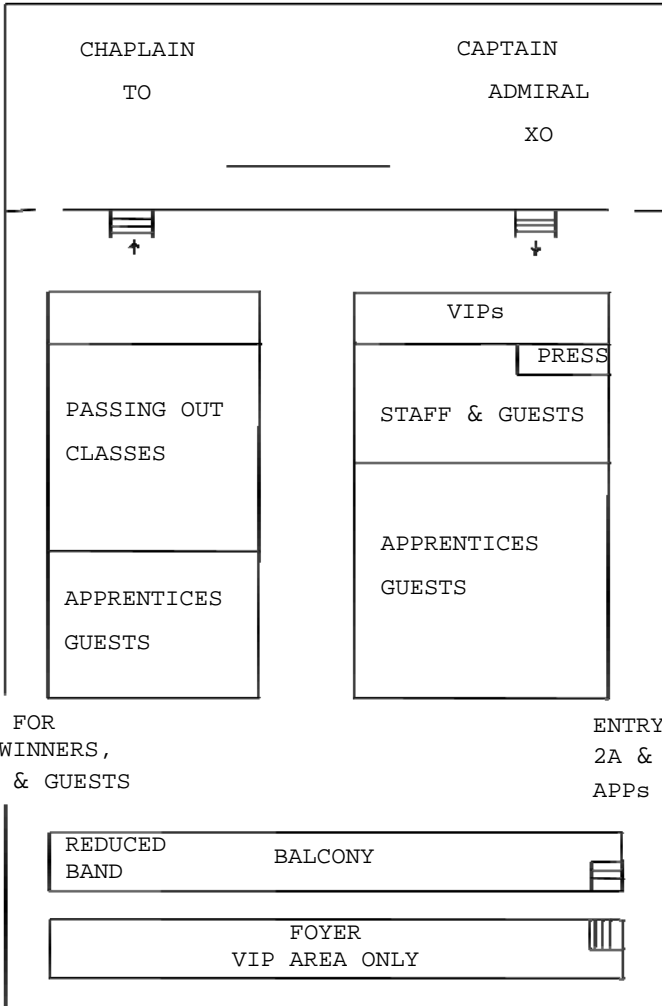 CHAPLAIN
TO
CAPTAIN
ADMIRAL
XO
VIPs
PRESS
PASSING OUT
CLASSES
STAFF & GUESTS
APPRENTICES
GUESTS
APPRENTICES
GUESTS
FOR
WINNERS,
& GUESTS
ENTRY
2A &
APPs
REDUCED
BAND
BALCONY
FOYER
VIP AREA ONLY